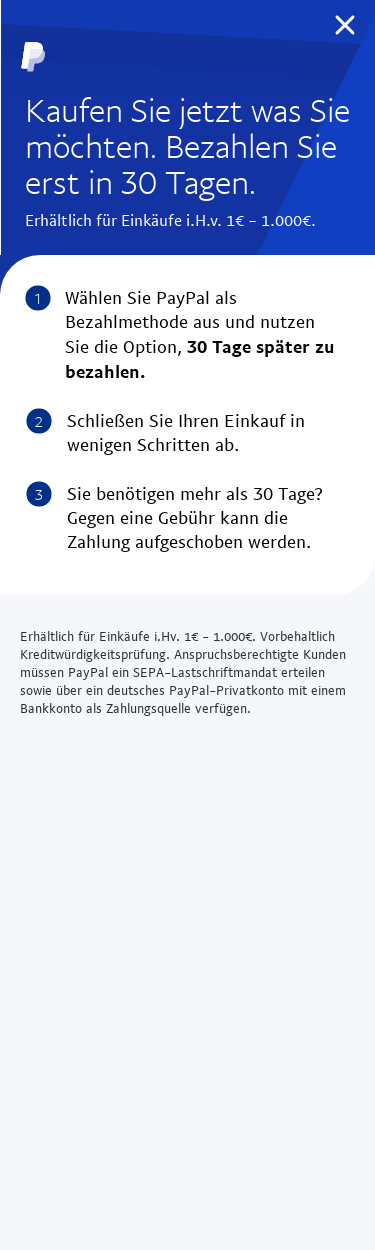 Kaufen Sie jetzt was Sie
möchten. Bezahlen Sie
erst in 30 Tagen.
Erhältlich für Einkäufe i.H.v. 1€ – 1.000€.
1 Wählen Sie PayPal als
Bezahlmethode aus und nutzen
Sie die Option, 30 Tage später zu
bezahlen.
2 Schließen Sie Ihren Einkauf in
wenigen Schritten ab.
3 Sie benötigen mehr als 30 Tage?
Gegen eine Gebühr kann die
Zahlung aufgeschoben werden.
Erhältlich für Einkäufe i.Hv. 1€ – 1.000€. Vorbehaltlich
Kreditwürdigkeitsprüfung. Anspruchsberechtigte Kunden
müssen PayPal ein SEPA-Lastschriftmandat erteilen
sowie über ein deutsches PayPal-Privatkonto mit einem
Bankkonto als Zahlungsquelle verfügen.